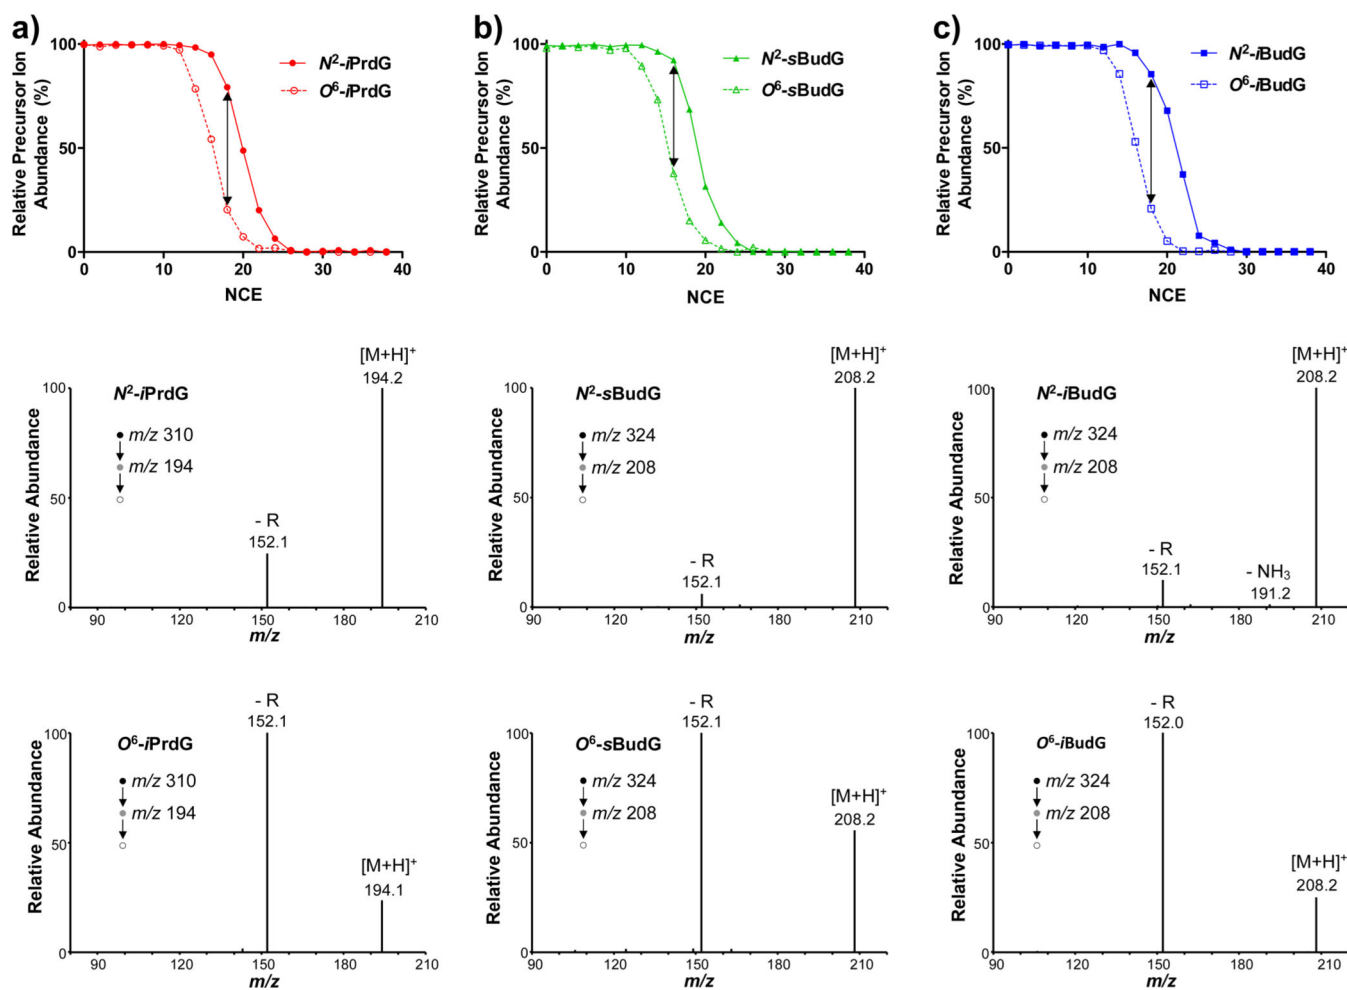 a)
Relative Precursor Ion
Abundance (%)
100
50
0
0 10 20 30 40
NCE
N²-iPrdG
O⁶-iPrdG
b)
Relative Precursor Ion
Abundance (%)
100
50
0
0 10 20 30 40
NCE
N²-sBudG
O⁶-sBudG
c)
Relative Precursor Ion
Abundance (%)
100
50
0
0 10 20 30 40
NCE
N²-iBudG
O⁶-iBudG
Relative Abundance
100
50
0
90 120 150 180 210
m/z
N²-iPrdG
m/z 310
m/z 194
- R
152.1
[M+H]⁺
194.2
Relative Abundance
100
50
0
90 120 150 180 210
m/z
N²-sBudG
m/z 324
m/z 208
- R
152.1
[M+H]⁺
208.2
Relative Abundance
100
50
0
90 120 150 180 210
m/z
N²-iBudG
m/z 324
m/z 208
- R
152.1
- NH₃
191.2
[M+H]⁺
208.2
Relative Abundance
100
50
0
90 120 150 180 210
m/z
O⁶-iPrdG
m/z 310
m/z 194
- R
152.1
[M+H]⁺
194.1
Relative Abundance
100
50
0
90 120 150 180 210
m/z
O⁶-sBudG
m/z 324
m/z 208
- R
152.1
[M+H]⁺
208.2
Relative Abundance
100
50
0
90 120 150 180 210
m/z
O⁶-iBudG
m/z 324
m/z 208
- R
152.0
[M+H]⁺
208.2